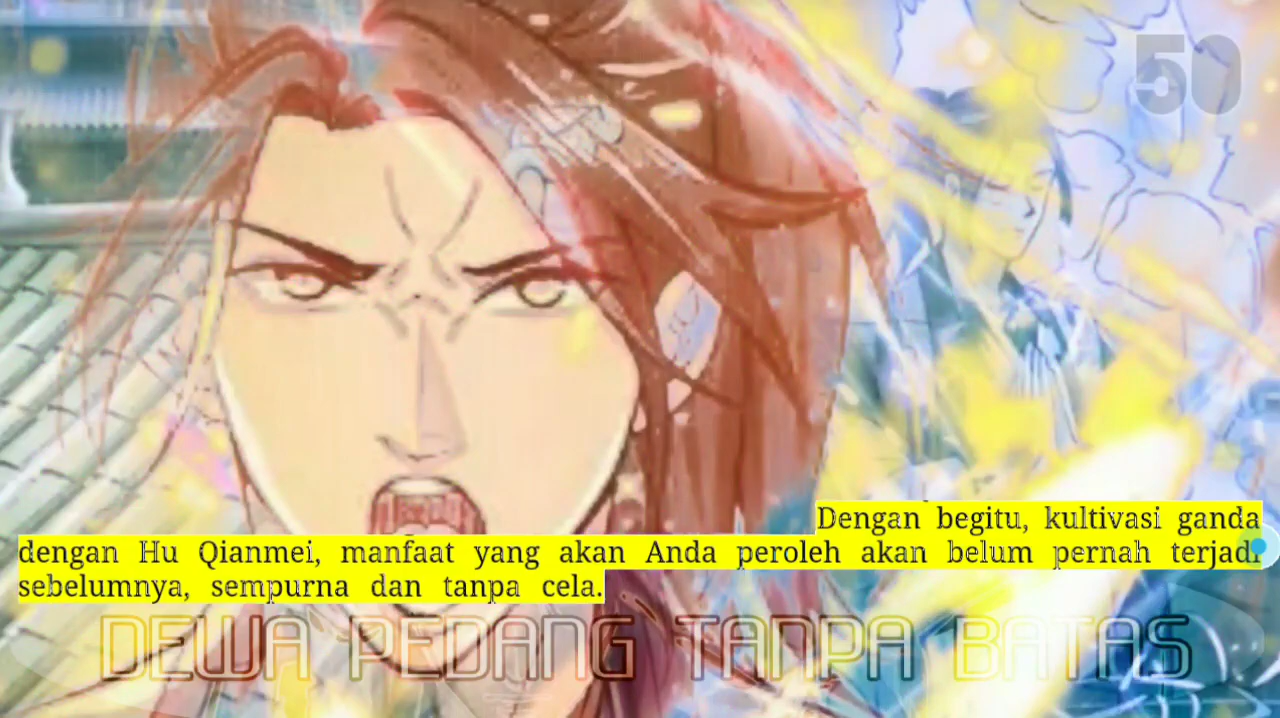 50
Dengan begitu, kultivasi ganda
dengan Hu Qianmei, manfaat yang akan Anda peroleh akan belum pernah terjadi
sebelumnya, sempurna dan tanpa cela.
DEWA PEDANG TANPA BATAS